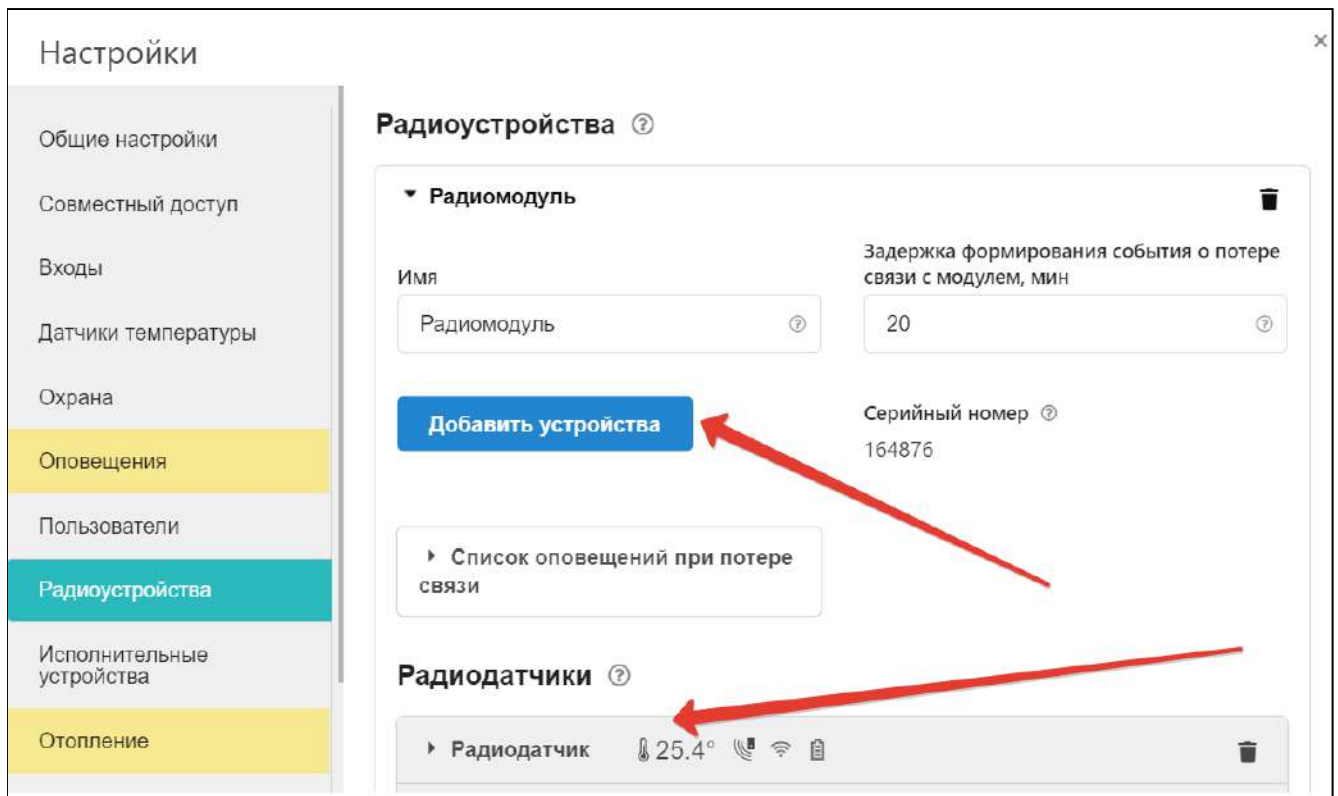 Настройки
Общие настройки
Совместный доступ
Входы
Датчики температуры
Охрана
Оповещения
Пользователи
Радиоустройства
Исполнительные
устройства
Отопление
Радиоустройства
Радиомодуль
Имя
Радиомодуль
Задержка формирования события о потере
связи с модулем, мин
20
Добавить устройства
Серийный номер
164876
Список оповещений при потере
связи
Радиодатчики
Радиодатчик 25.4°